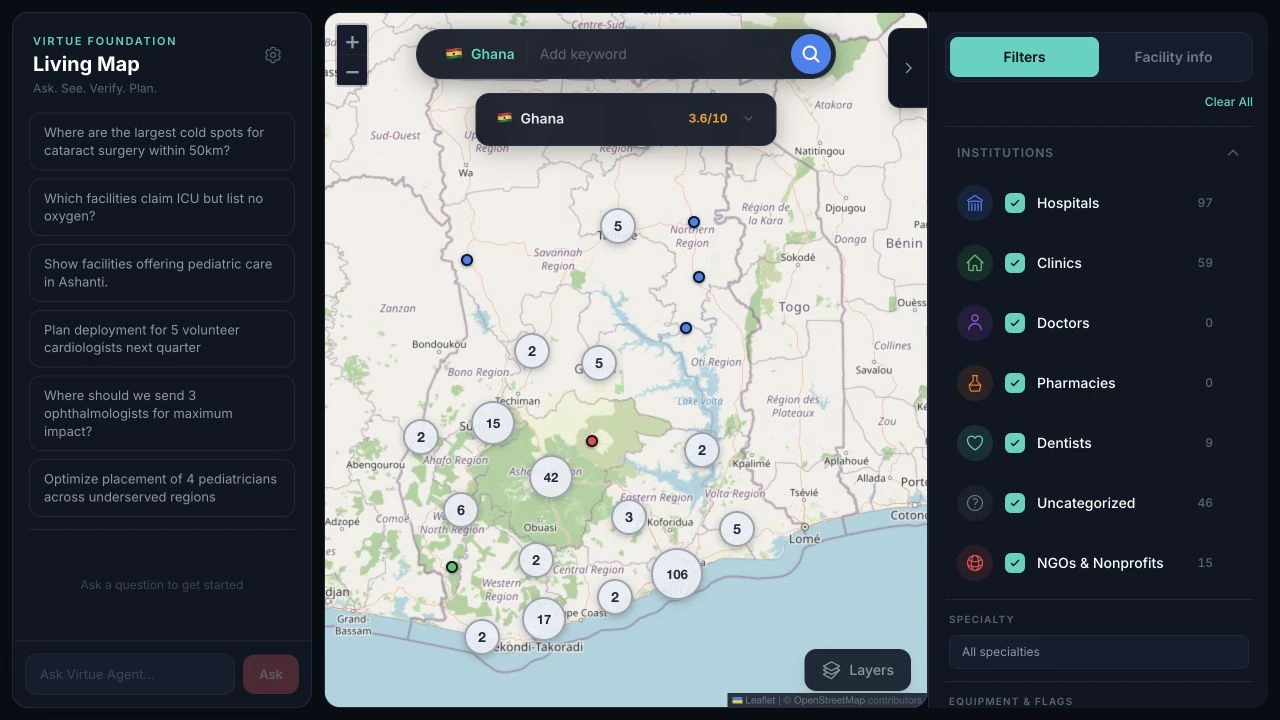 VIRTUE FOUNDATION
Living Map
Ask. See. Verify. Plan.
Where are the largest cold spots for
cataract surgery within 50km?
Which facilities claim ICU but list no
oxygen?
Show facilities offering pediatric care
in Ashanti.
Plan deployment for 5 volunteer
cardiologists next quarter
Where should we send 3
ophthalmologists for maximum
impact?
Optimize placement of 4 pediatricians
across underserved regions
Ask a question to get started
Ask Virtue Agent...
Ask
+
−
Ghana
Add keyword
Ghana
3.6/10
Centre-Sud
Sud-Ouest
Region
Region
Atakora
Natitingou
Wa
5
Northern
Region
Région de
la Kara
Djougou
Donga
Bénin
Savannah
Region
Sokodé
Zanzan
Togo
Bondoukou
2
5
Bono Region
Oti Region
Collines
Savalou
Techiman
Lake Volta
Région des
Plateaux
Zou
15
2
2
Abengourou
Ahafo Region
42
Kpalimé
Aplahoué
Allada
Eastern Region
Volta Region
Tsévié
6
3
Koforidua
5
Adzopé
Comoé
North Region
Obuasi
Lomé
2
Central Region
106
Western
Region
2
Grand-
Bassam
17
2
ekondi-Takoradi
Layers
Leaflet | © OpenStreetMap contributors
Filters
Facility info
Clear All
INSTITUTIONS
Hospitals 97
Clinics 59
Doctors 0
Pharmacies 0
Dentists 9
Uncategorized 46
NGOs & Nonprofits 15
SPECIALTY
All specialties
EQUIPMENT & FLAGS